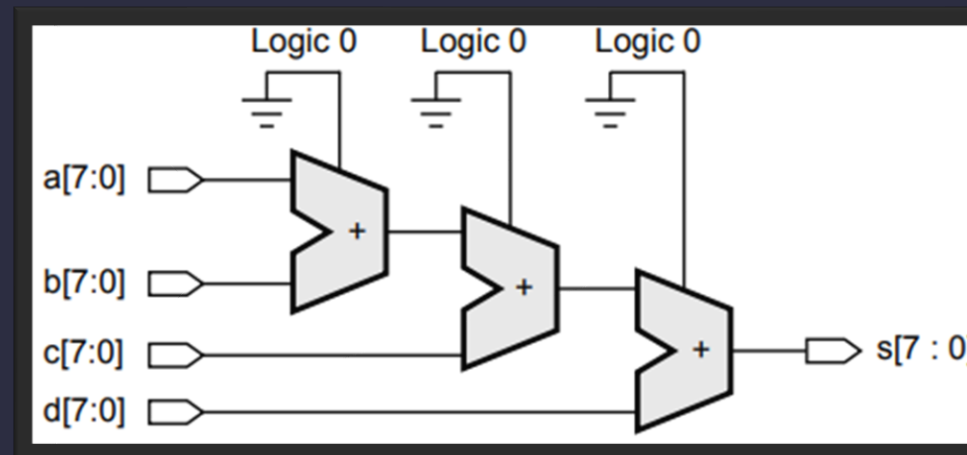 Logic 0 Logic 0 Logic 0
a[7:0]
+
b[7:0]
+
c[7:0]
+
s[7 : 0
d[7:0]